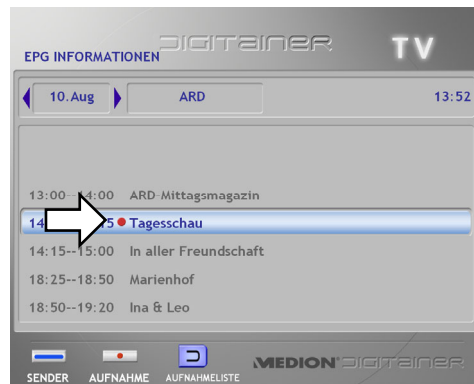 DIGITAINER
TV
EPG INFORMATIONEN
10.Aug ARD 13:52
13:00--14:00 ARD-Mittagsmagazin
14 5 Tagesschau
14:15--15:00 In aller Freundschaft
18:25--18:50 Marienhof
18:50--19:20 Ina & Leo
SENDER AUFNAHME AUFNAHMELISTE
MEDION DIGITAINER